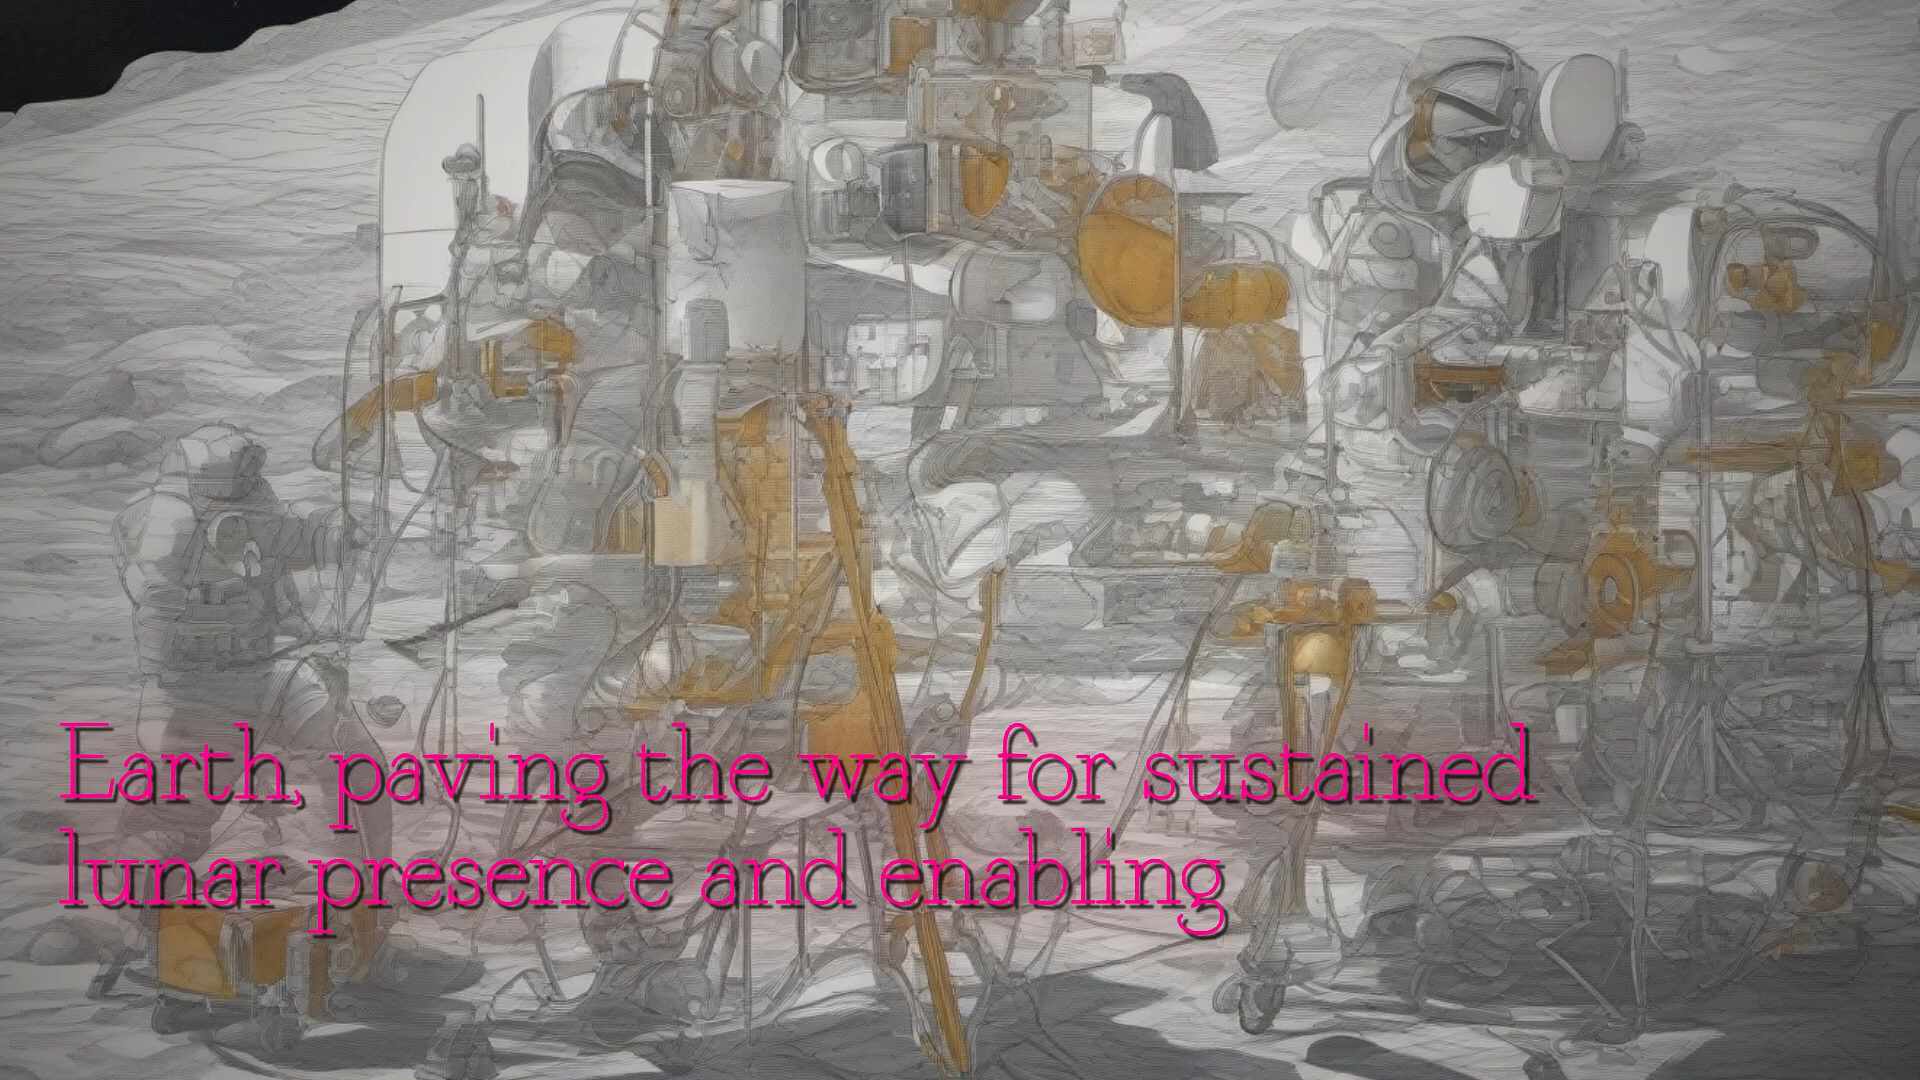 Earth, paving the way for sustained
lunar presence and enabling